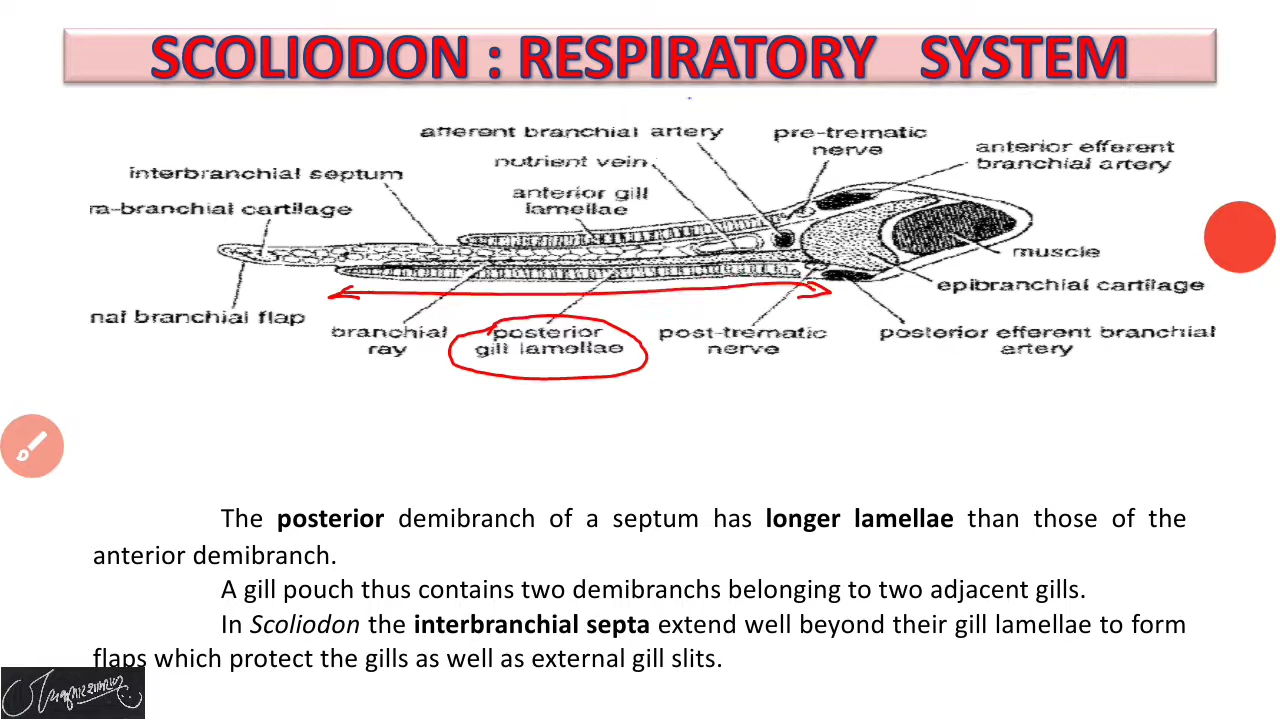 SCOLIODON : RESPIRATORY SYSTEM
afferent branchial artery
pre-trematic
nerve
anterior efferent
branchial artery
nutrient vein
interbranchial septum
anterior gill
lamellae
ra-branchial cartilage
muscle
epibranchial cartilage
nal branchial flap
branchial
ray
posterior
gill lamellae
post-trematic
nerve
posterior efferent branchial
artery
The posterior demibranch of a septum has longer lamellae than those of the
anterior demibranch.
A gill pouch thus contains two demibranchs belonging to two adjacent gills.
In Scoliodon the interbranchial septa extend well beyond their gill lamellae to form
flaps which protect the gills as well as external gill slits.